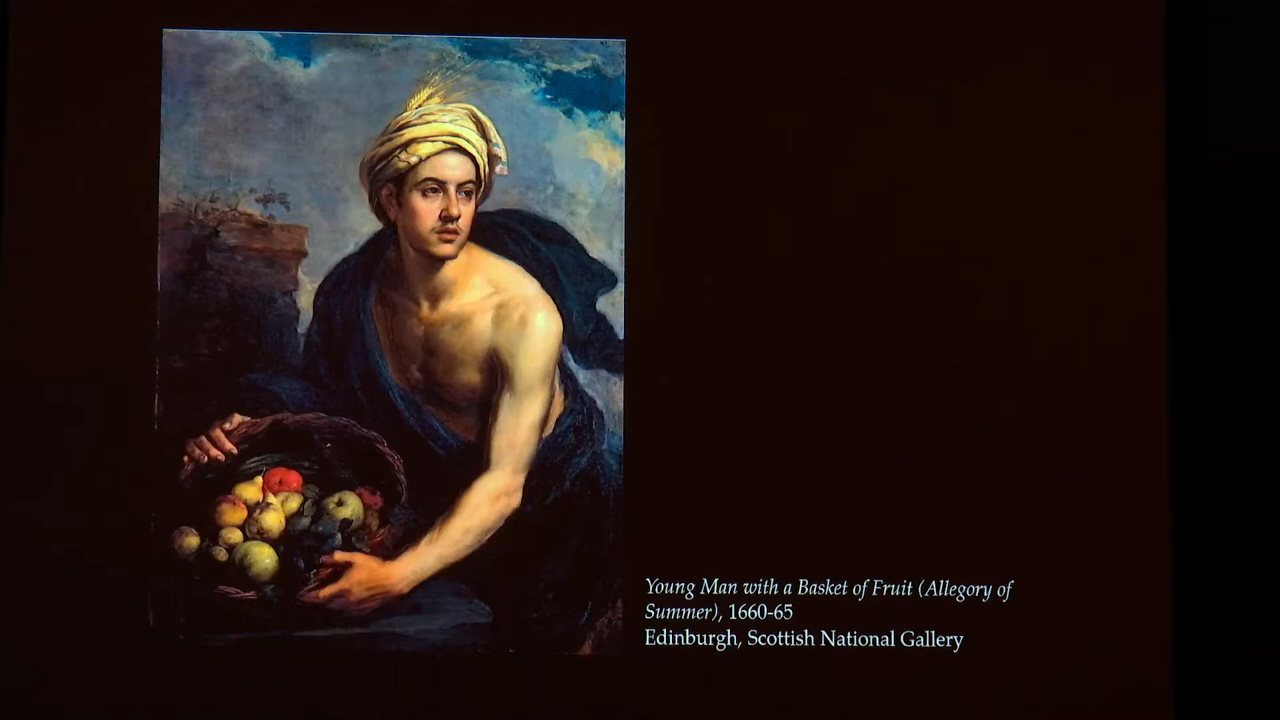 Young Man with a Basket of Fruit (Allegory of
Summer), 1660-65
Edinburgh, Scottish National Gallery